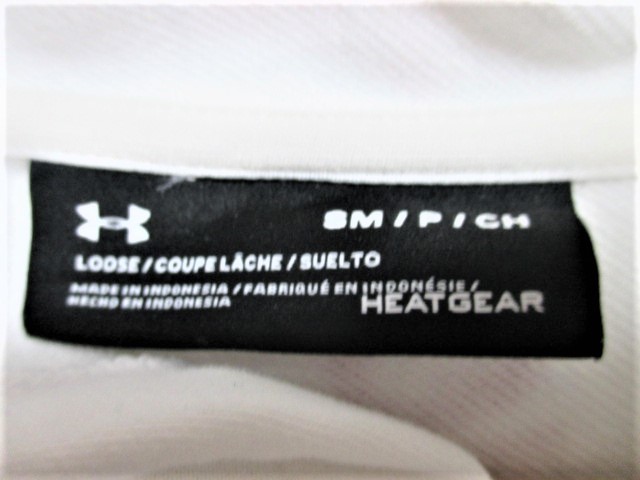 SM / P / CH
LOOSE / COUPE LÂCHE / SUELTO
MADE IN INDONESIA / FABRIQUÉ EN INDONÉSIE /
HECHO EN INDONESIA
HEATGEAR